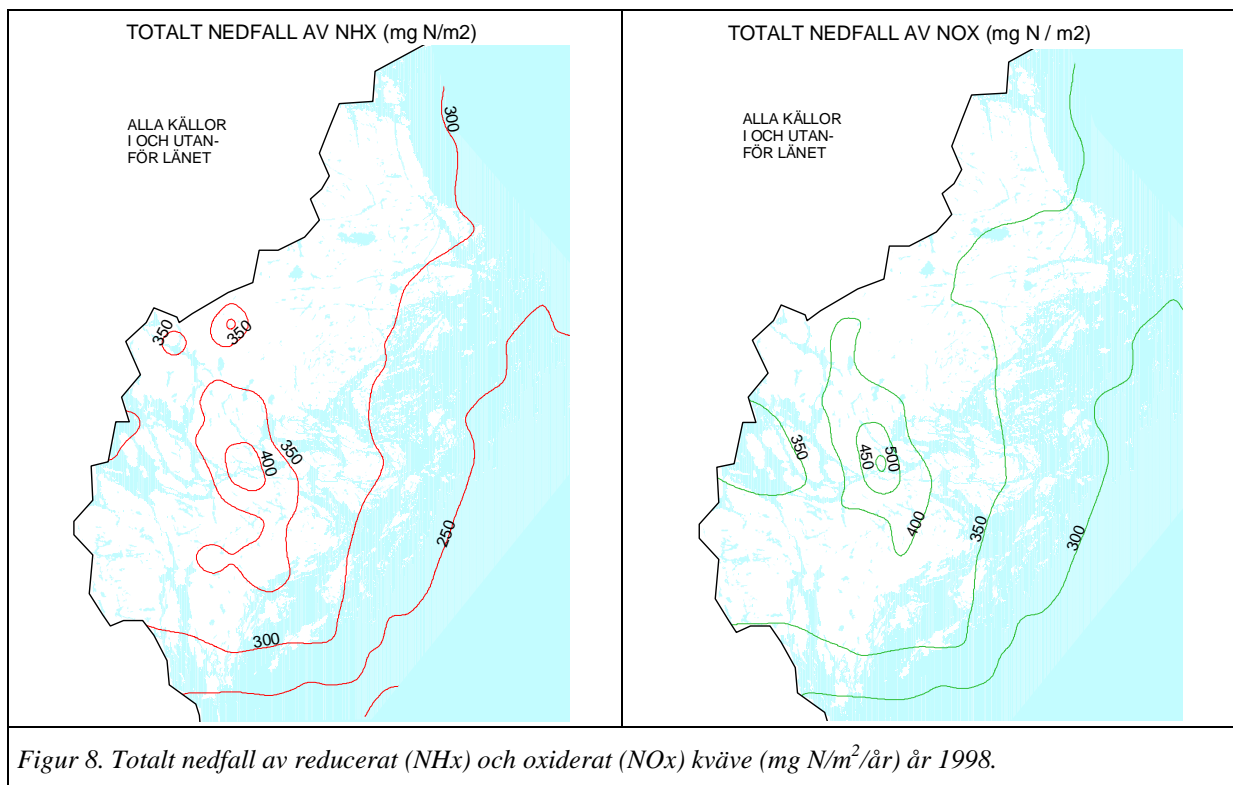 TOTALT NEDFALL AV NHX (mg N/m2)
ALLA KÄLLOR
I OCH UTAN-
FÖR LÄNET
300
350
350
350
400
250
300
TOTALT NEDFALL AV NOX (mg N / m2)
ALLA KÄLLOR
I OCH UTAN-
FÖR LÄNET
350
450
500
400
350
300
Figur 8. Totalt nedfall av reducerat (NHx) och oxiderat (NOx) kväve (mg N/m²/år) år 1998.